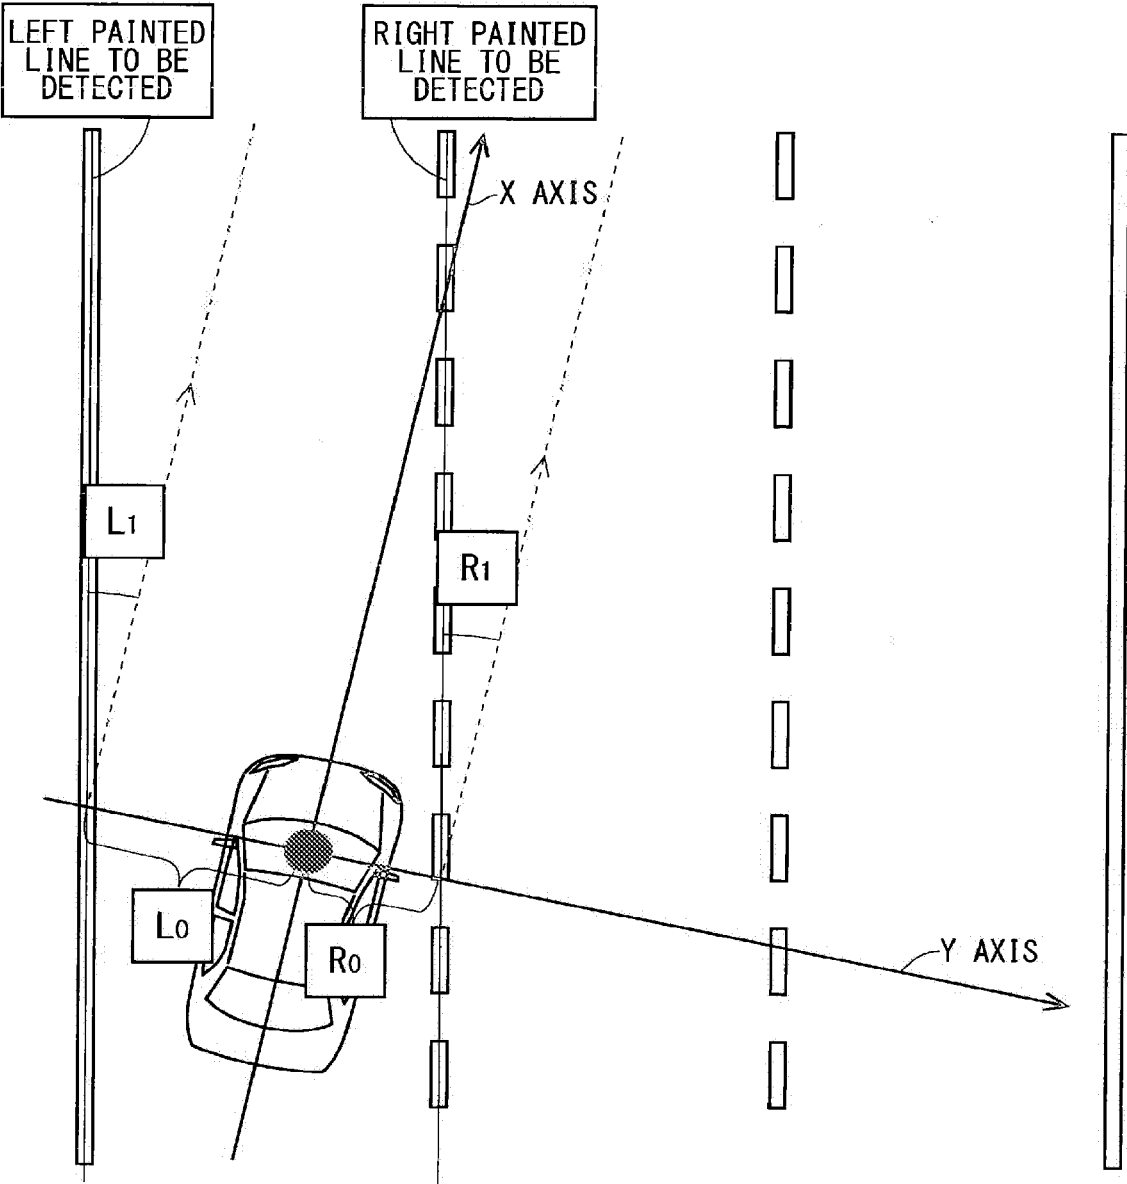 LEFT PAINTED
LINE TO BE
DETECTED
RIGHT PAINTED
LINE TO BE
DETECTED
X AXIS
L1
R1
L0
R0
Y AXIS